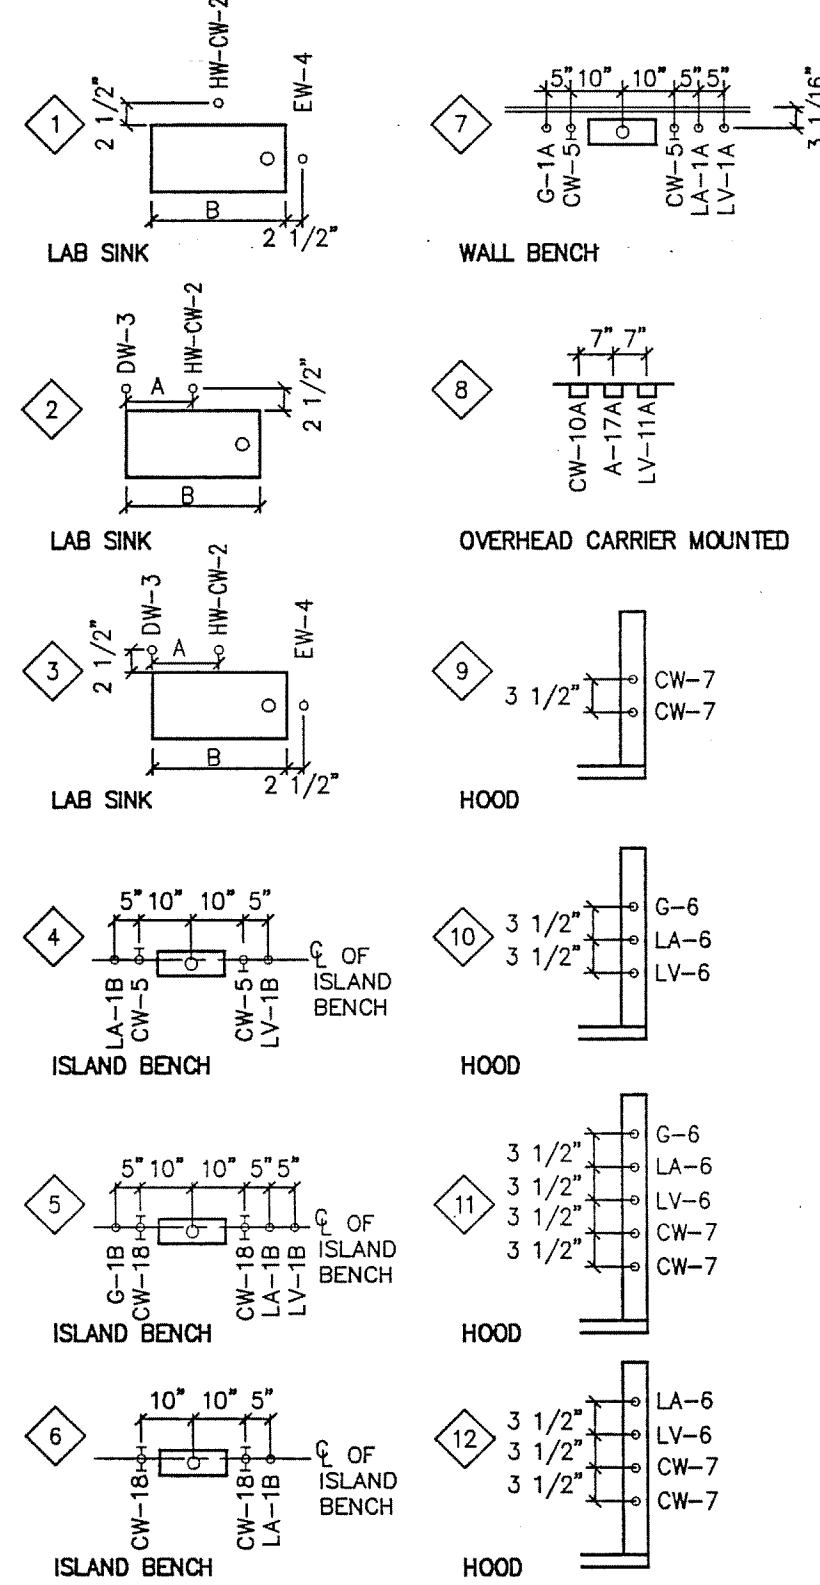 1
HW-CW-2
EW-4
2 1/2"
B
2 1/2"
LAB SINK
2
DW-3
HW-CW-2
A
2 1/2"
B
LAB SINK
3
DW-3
HW-CW-2
EW-4
2 1/2"
A
B
2 1/2"
LAB SINK
4
5" 10" 10" 5"
LA-1B
CW-5
CW-5
LV-1B
℄ OF
ISLAND
BENCH
ISLAND BENCH
5
5" 10" 10" 5" 5"
G-1B
CW-18
CW-18
LA-1B
LV-1B
℄ OF
ISLAND
BENCH
ISLAND BENCH
6
10" 10" 5"
CW-18
CW-18
LA-1B
℄ OF
ISLAND
BENCH
ISLAND BENCH
7
5" 10" 10" 5" 5"
3 1/16"
G-1A
CW-5
CW-5
LA-1A
LV-1A
WALL BENCH
8
7" 7"
CW-10A
A-17A
LV-11A
OVERHEAD CARRIER MOUNTED
9
3 1/2"
CW-7
CW-7
HOOD
10
3 1/2"
3 1/2"
G-6
LA-6
LV-6
HOOD
11
3 1/2"
3 1/2"
3 1/2"
3 1/2"
G-6
LA-6
LV-6
CW-7
CW-7
HOOD
12
3 1/2"
3 1/2"
3 1/2"
LA-6
LV-6
CW-7
CW-7
HOOD